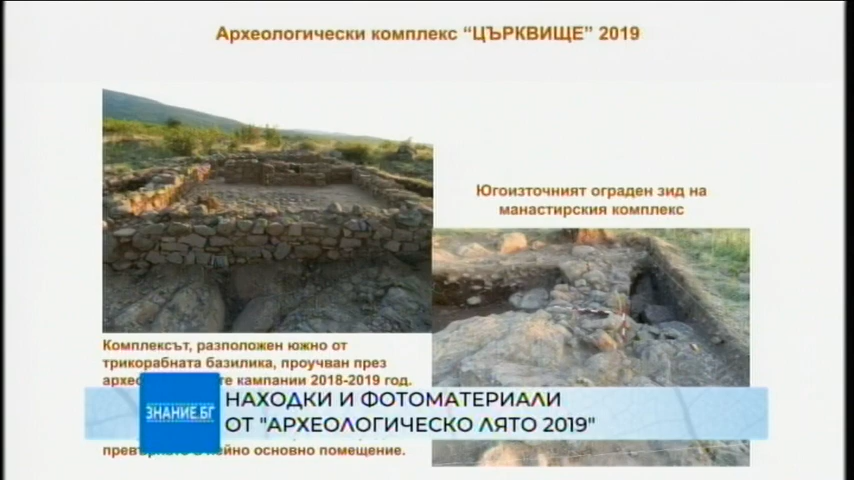 Археологически комплекс “ЦЪРКВИЩЕ” 2019
Югоизточният ограден зид на
манастирския комплекс
Комплексът, разположен южно от
трикорабната базилика, проучван през
кампании 2018-2019 год.
ЗНАНИЕ.БГ
НАХОДКИ И ФОТОМАТЕРИАЛИ
ОТ "АРХЕОЛОГИЧЕСКО ЛЯТО 2019"
основно помещение.